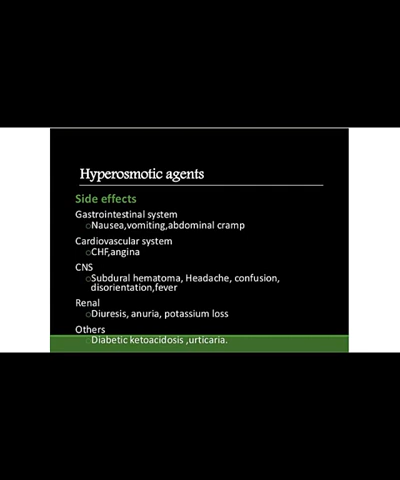 Hyperosmotic agents
Side effects
Gastrointestinal system
○Nausea,vomiting,abdominal cramp
Cardiovascular system
○CHF,angina
CNS
○Subdural hematoma, Headache, confusion,
disorientation,fever
Renal
○Diuresis, anuria, potassium loss
Others
○Diabetic ketoacidosis ,urticaria.